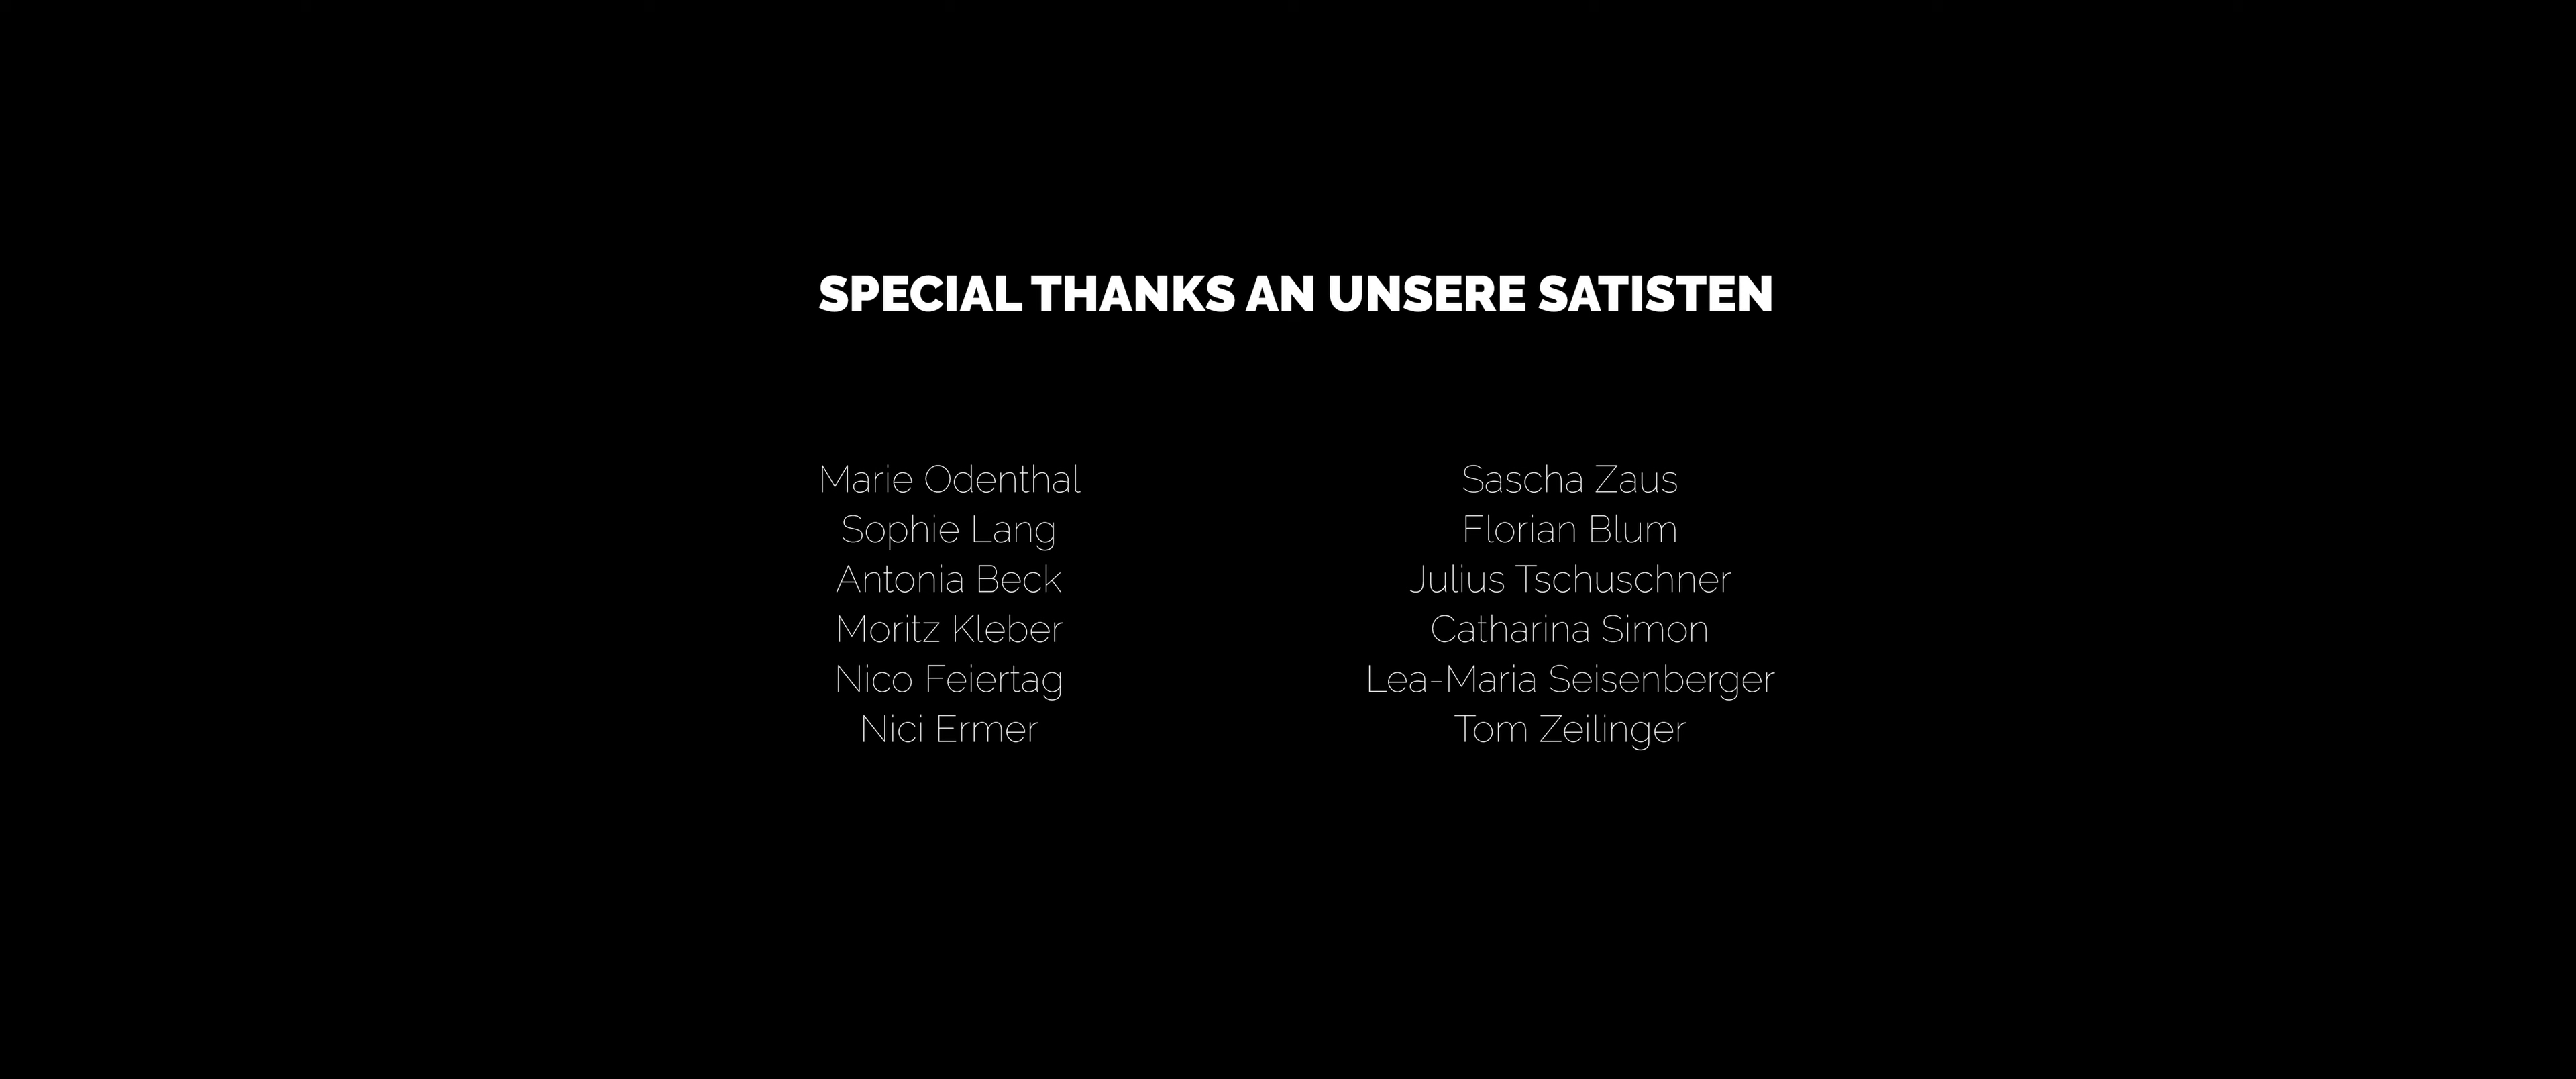 SPECIAL THANKS AN UNSERE SATISTEN
Marie Odenthal
Sophie Lang
Antonia Beck
Moritz Kleber
Nico Feiertag
Nici Ermer
Sascha Zaus
Florian Blum
Julius Tschuschner
Catharina Simon
Lea-Maria Seisenberger
Tom Zeilinger